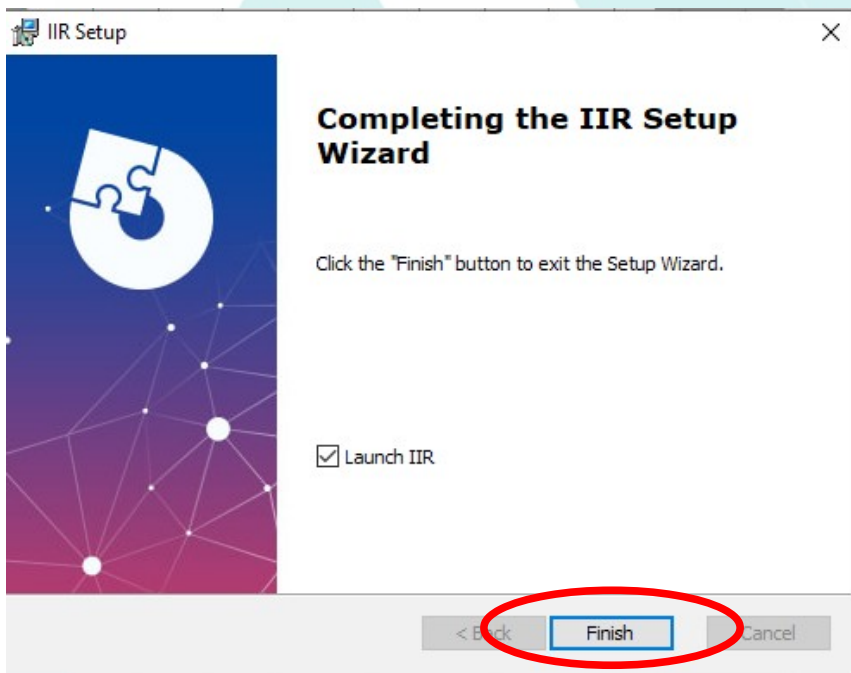 IIR Setup
Completing the IIR Setup
Wizard
Click the "Finish" button to exit the Setup Wizard.
Launch IIR
< Back Finish Cancel